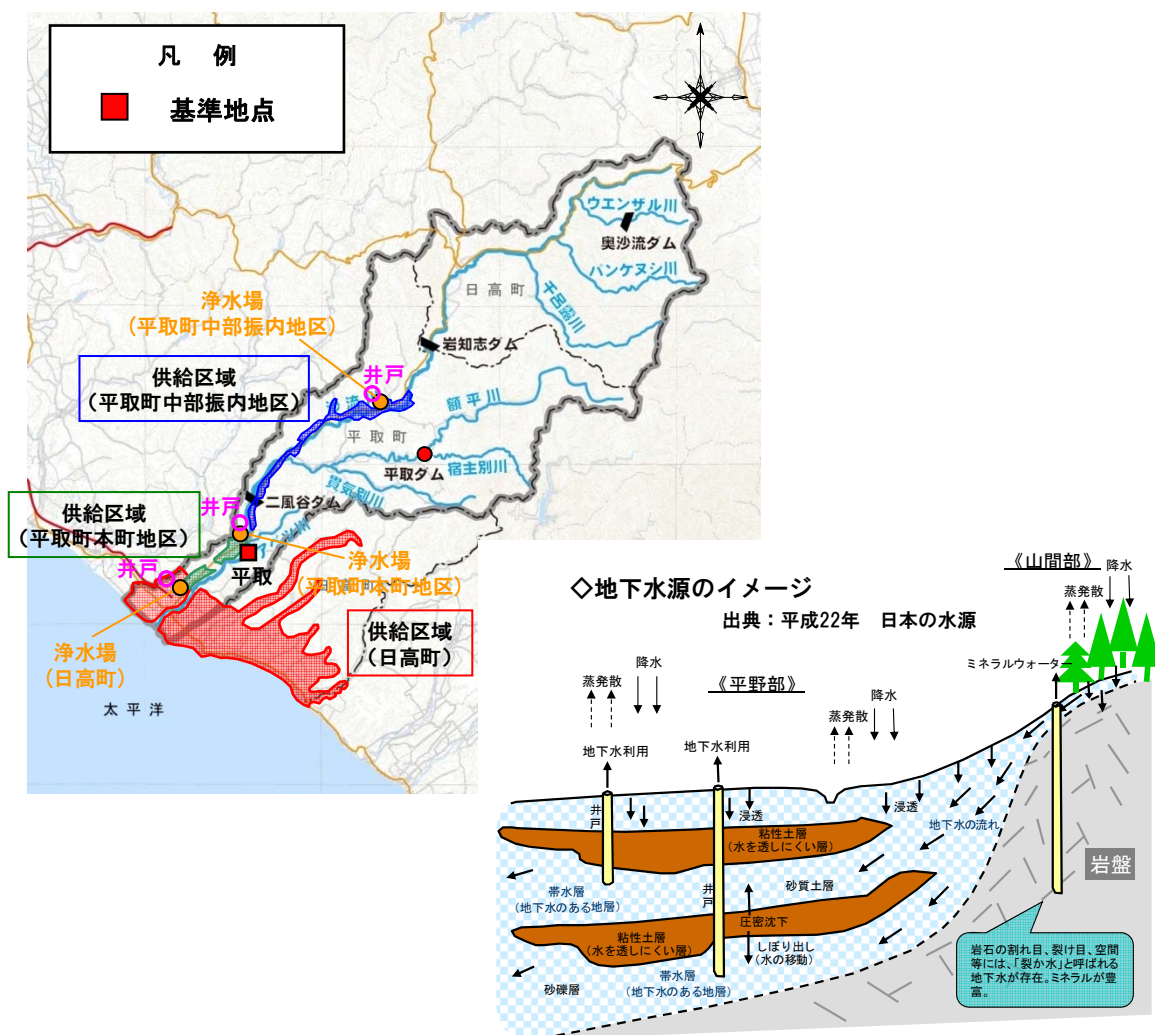 凡　例
基準地点
ウエンザル川
奥沙流ダム
パンケヌシ川
日高町
千呂露川
浄水場
(平取町中部振内地区)
岩知志ダム
供給区域
(平取町中部振内地区)
井戸
額平川
平取町
平取ダム
宿主別川
貫気別川
二風谷ダム
井戸
供給区域
(平取町本町地区)
平取
浄水場
(平取町本町地区)
井戸
供給区域
(日高町)
浄水場
(日高町)
太平洋
◇地下水源のイメージ
出典：平成22年　日本の水源
《山間部》
降水
蒸発散
ミネラルウォーター
降水
蒸発散
《平野部》
降水
蒸発散
地下水利用
地下水利用
井戸
浸透
浸透
地下水の流れ
粘性土層
(水を透しにくい層)
岩盤
井戸
砂質土層
帯水層
(地下水のある地層)
圧密沈下
粘性土層
(水を透しにくい層)
しぼり出し
(水の移動)
帯水層
(地下水のある地層)
砂礫層
岩石の割れ目、裂け目、空間
等には、「裂か水」と呼ばれる
地下水が存在。ミネラルが豊
富。